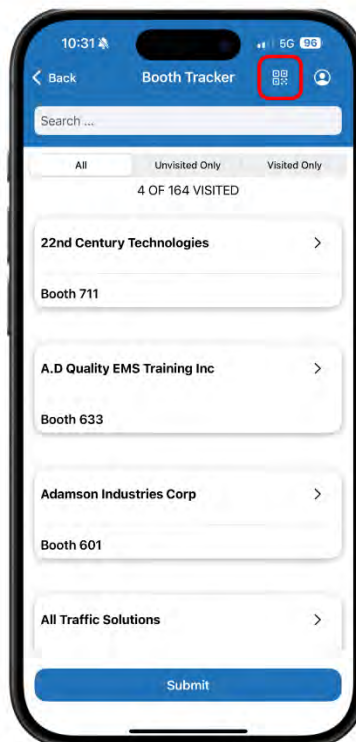 10:31 5G 96
Back Booth Tracker
Search ...
All Unvisited Only Visited Only
4 OF 164 VISITED
22nd Century Technologies
Booth 711
A.D Quality EMS Training Inc
Booth 633
Adamson Industries Corp
Booth 601
All Traffic Solutions
Submit